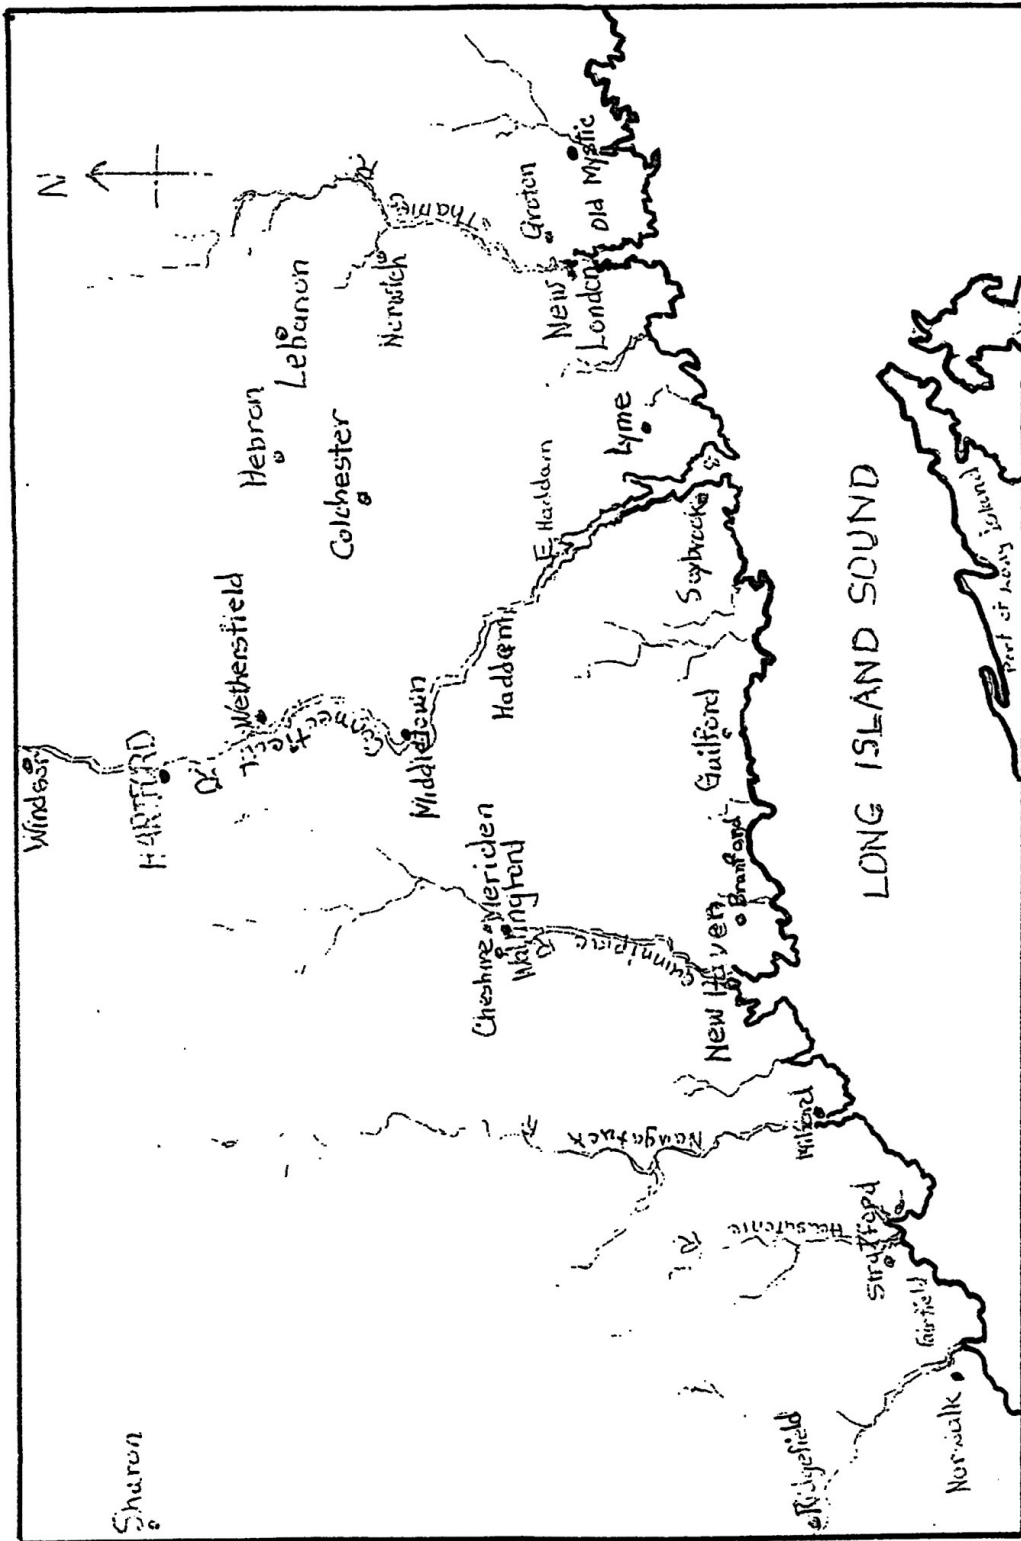 N
Windsor
HARTFORD
Wethersfield
Connecticut
R
Middletown
Haddam
E Haddam
Hebron
Lebanon
Colchester
Norwich
Thames
R
Groton
Old Mystic
New
London
Lyme
Saybrook
Guilford
Branford
New Haven
Quinnipiac
R
Cheshire
Meriden
Wallingford
Naugatuck
R
Milford
Housatonic
R
Stratford
Fairfield
Norwalk
Ridgefield
Sharon
LONG ISLAND SOUND
Part of Long Island